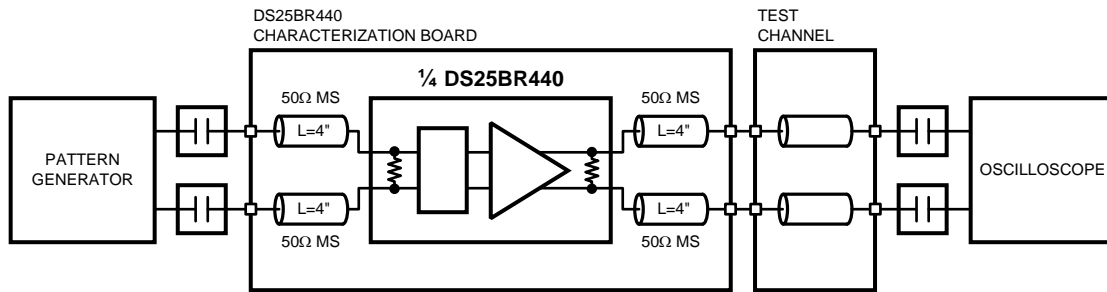 DS25BR440
CHARACTERIZATION BOARD
TEST
CHANNEL
¼ DS25BR440
50Ω MS
50Ω MS
L=4"
L=4"
PATTERN
GENERATOR
OSCILLOSCOPE
L=4"
L=4"
50Ω MS
50Ω MS